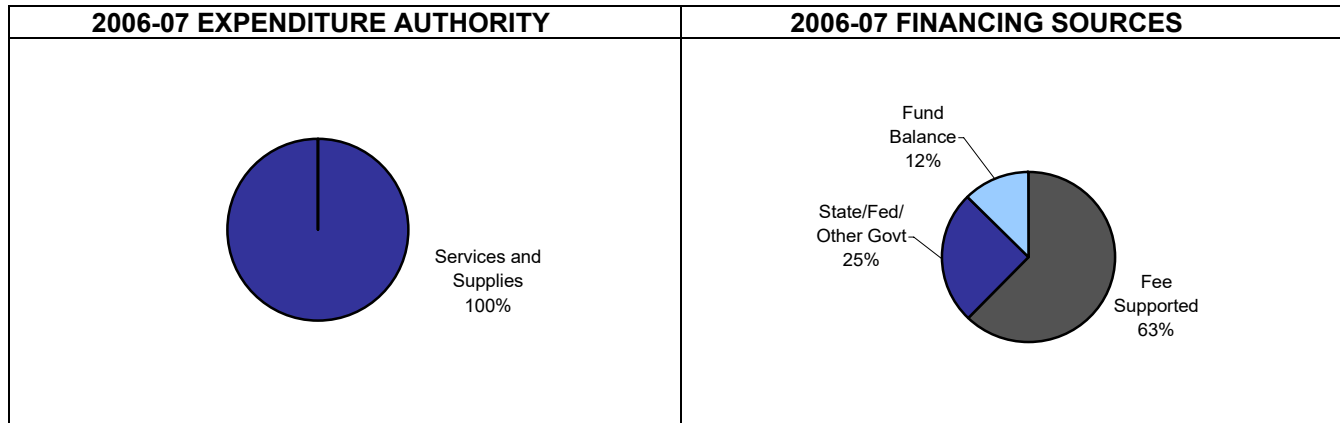 2006-07 EXPENDITURE AUTHORITY
2006-07 FINANCING SOURCES
Services and
Supplies
100%
Fund
Balance
12%
State/Fed/
Other Govt
25%
Fee
Supported
63%